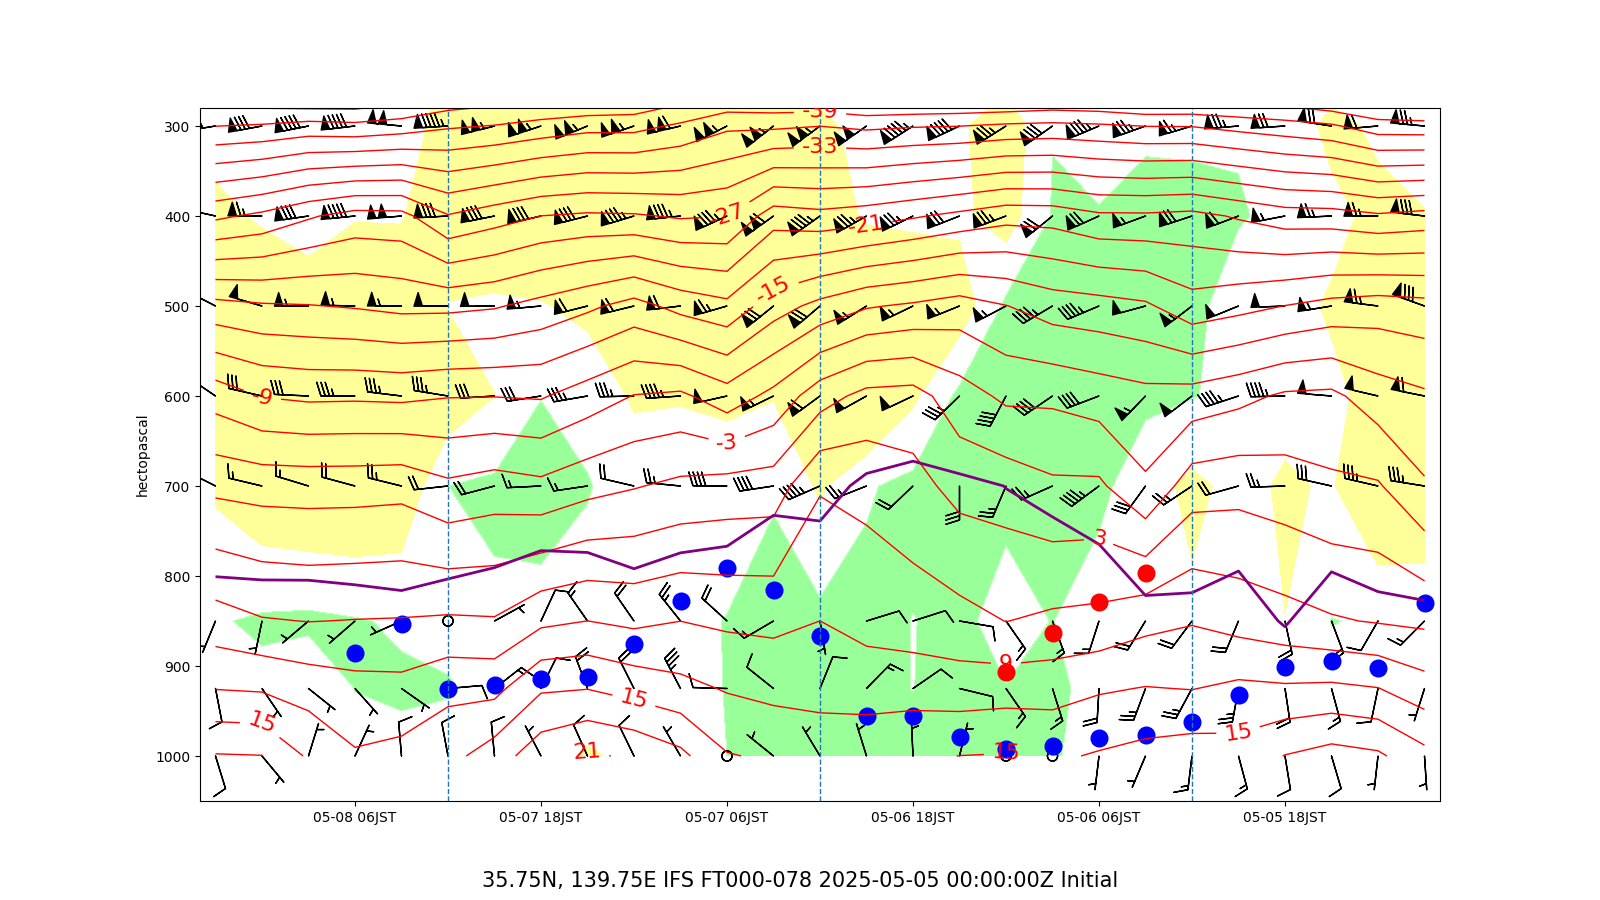 -39
300
-33
400
-27
-21
-15
500
-9
600
-3
hectopascal
700
3
800
9
900
15
15
15
1000
21
15
05-08 06JST
05-07 18JST
05-07 06JST
05-06 18JST
05-06 06JST
05-05 18JST
35.75N, 139.75E IFS FT000-078 2025-05-05 00:00:00Z Initial